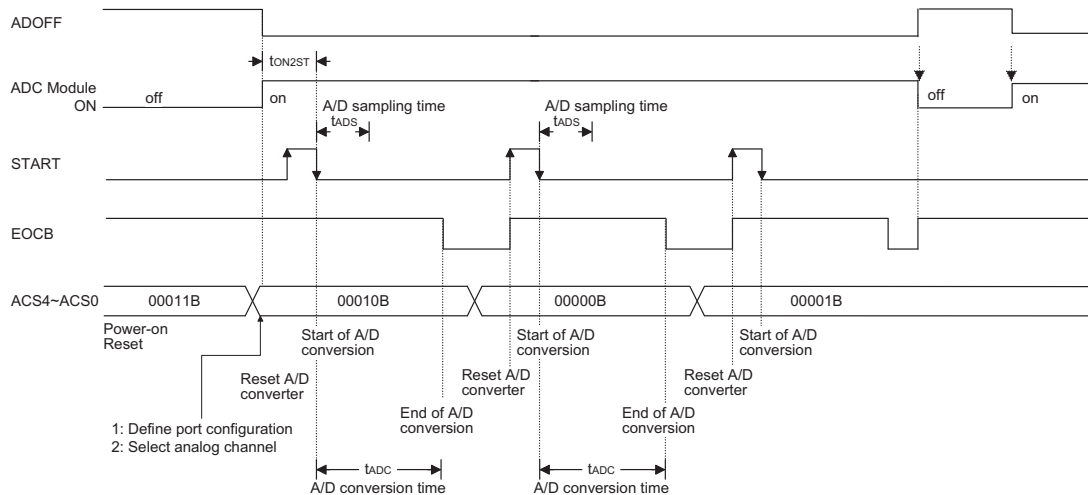 ADOFF
tON2ST
ADC Module
ON
off
on
off
on
A/D sampling time
tADS
A/D sampling time
tADS
START
EOCB
ACS4~ACS0
00011B
00010B
00000B
00001B
Power-on
Reset
Start of A/D
conversion
Start of A/D
conversion
Start of A/D
conversion
Reset A/D
converter
Reset A/D
converter
Reset A/D
converter
End of A/D
conversion
End of A/D
conversion
1: Define port configuration
2: Select analog channel
tADC
A/D conversion time
tADC
A/D conversion time